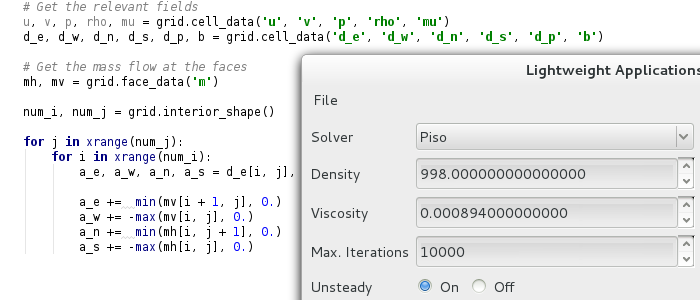 # Get the relevant fields
u, v, p, rho, mu = grid.cell_data('u', 'v', 'p', 'rho', 'mu')
d_e, d_w, d_n, d_s, d_p, b = grid.cell_data('d_e', 'd_w', 'd_n', 'd_s', 'd_p', 'b')
# Get the mass flow at the faces
mh, mv = grid.face_data('m')
num_i, num_j = grid.interior_shape()
for j in xrange(num_j):
for i in xrange(num_i):
a_e, a_w, a_n, a_s = d_e[i, j],
a_e += min(mv[i + 1, j], 0.)
a_w += -max(mv[i, j], 0.)
a_n += min(mh[i, j + 1], 0.)
a_s += -max(mh[i, j], 0.)
Lightweight Applications
File
Solver Piso
Density 998.000000000000000
Viscosity 0.000894000000000
Max. Iterations 10000
Unsteady On Off